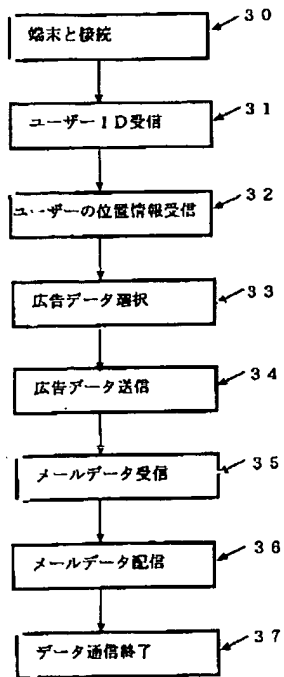 30
端末と接続
31
ユーザーID受信
32
ユーザーの位置情報受信
33
広告データ選択
34
広告データ送信
35
メールデータ受信
36
メールデータ配信
37
データ通信終了